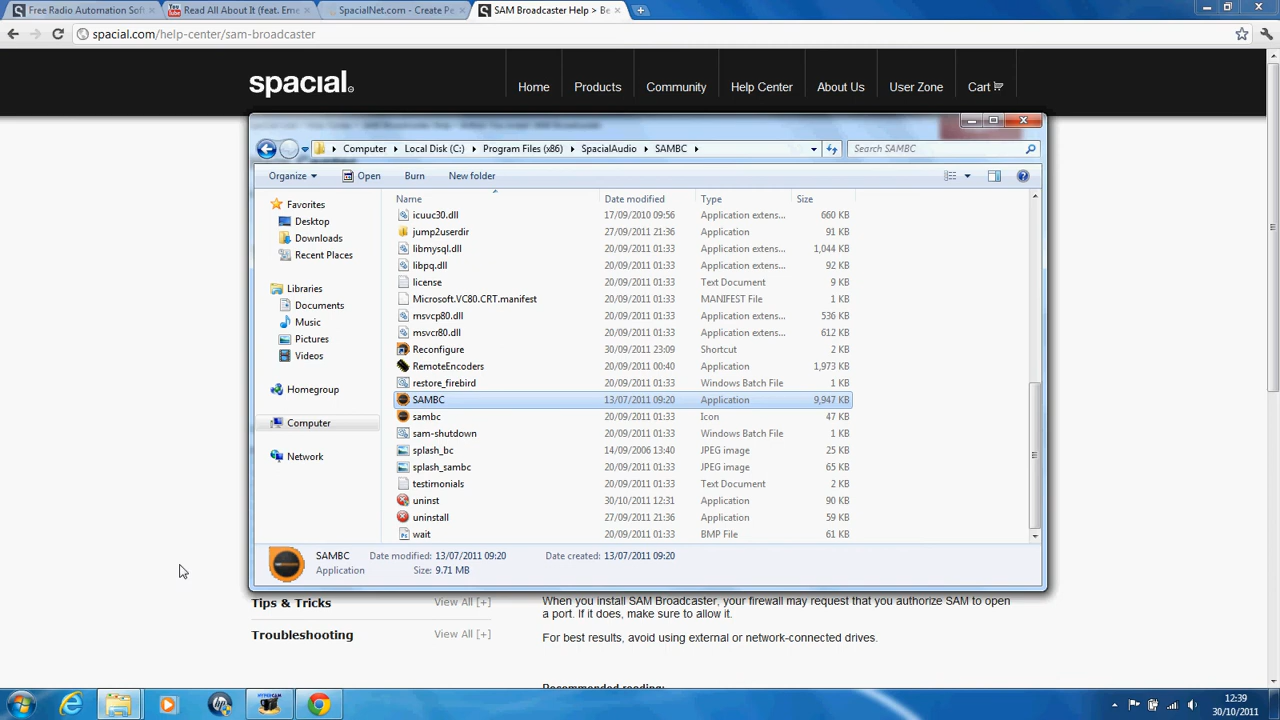 Free Radio Automation Soft
Read All About It (feat. Eme
SpacialNet.com - Create Pe
SAM Broadcaster Help > Be
spacial.com/help-center/sam-broadcaster
spacial.
Home
Products
Community
Help Center
About Us
User Zone
Cart
Computer
Local Disk (C:)
Program Files (x86)
SpacialAudio
SAMBC
Search SAMBC
Organize
Open
Burn
New folder
Favorites
Desktop
Downloads
Recent Places
Libraries
Documents
Music
Pictures
Videos
Homegroup
Computer
Network
Name Date modified Type Size
icuuc30.dll 17/09/2010 09:56 Application extens... 660 KB
jump2userdir 27/09/2011 21:36 Application 91 KB
libmysql.dll 20/09/2011 01:33 Application extens... 1,044 KB
libpq.dll 20/09/2011 01:33 Application extens... 92 KB
license 20/09/2011 01:33 Text Document 9 KB
Microsoft.VC80.CRT.manifest 20/09/2011 01:33 MANIFEST File 1 KB
msvcp80.dll 20/09/2011 01:33 Application extens... 536 KB
msvcr80.dll 20/09/2011 01:33 Application extens... 612 KB
Reconfigure 30/09/2011 23:09 Shortcut 2 KB
RemoteEncoders 20/09/2011 00:40 Application 1,973 KB
restore_firebird 20/09/2011 01:33 Windows Batch File 1 KB
SAMBC 13/07/2011 09:20 Application 9,947 KB
sambc 20/09/2011 01:33 Icon 47 KB
sam-shutdown 20/09/2011 01:33 Windows Batch File 1 KB
splash_bc 14/09/2006 13:40 JPEG image 25 KB
splash_sambc 20/09/2011 01:33 JPEG image 65 KB
testimonials 20/09/2011 01:33 Text Document 2 KB
uninst 30/10/2011 12:31 Application 90 KB
uninstall 27/09/2011 21:36 Application 59 KB
wait 20/09/2011 01:33 BMP File 61 KB
SAMBC Date modified: 13/07/2011 09:20 Date created: 13/07/2011 09:20
Application Size: 9.71 MB
Tips & Tricks View All [+]
Troubleshooting View All [+]
When you install SAM Broadcaster, your firewall may request that you authorize SAM to open
a port. If it does, make sure to allow it.
For best results, avoid using external or network-connected drives.
Recommended reading:
You Tube
HYPERCAM
hp
12:39
30/10/2011